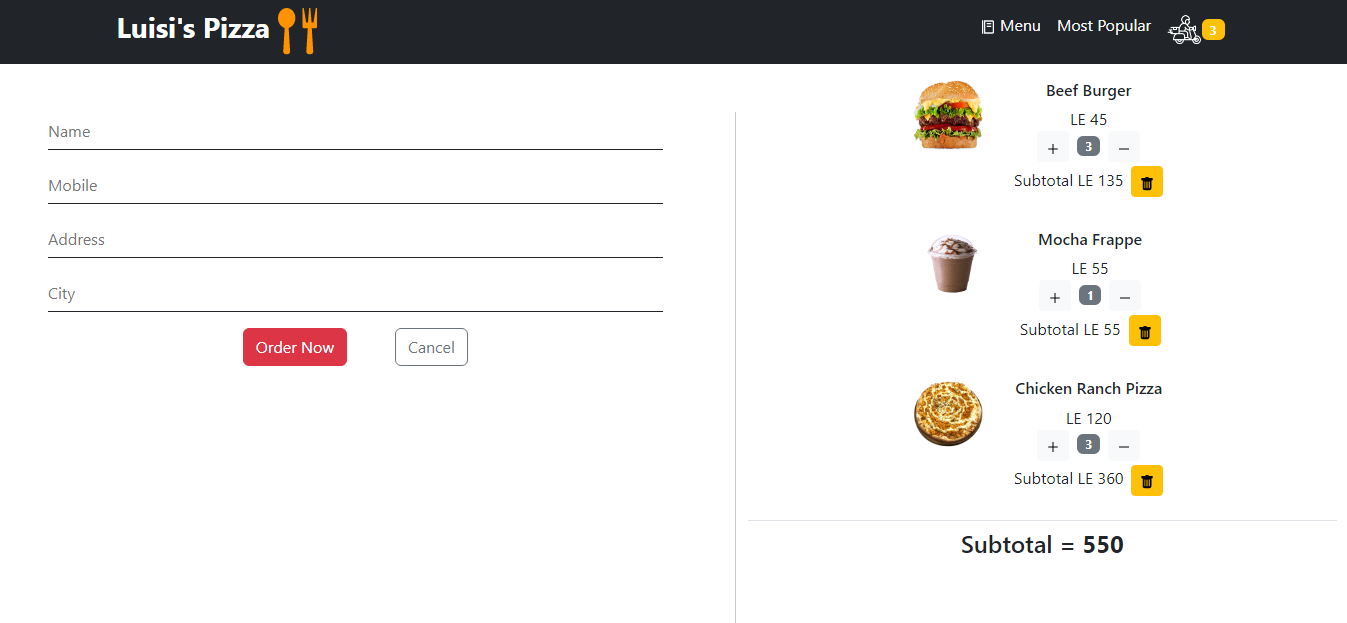 Luisi's Pizza
Menu
Most Popular
3
Name
Mobile
Address
City
Order Now
Cancel
Beef Burger
LE 45
+ 3 −
Subtotal LE 135
Mocha Frappe
LE 55
+ 1 −
Subtotal LE 55
Chicken Ranch Pizza
LE 120
+ 3 −
Subtotal LE 360
Subtotal = 550